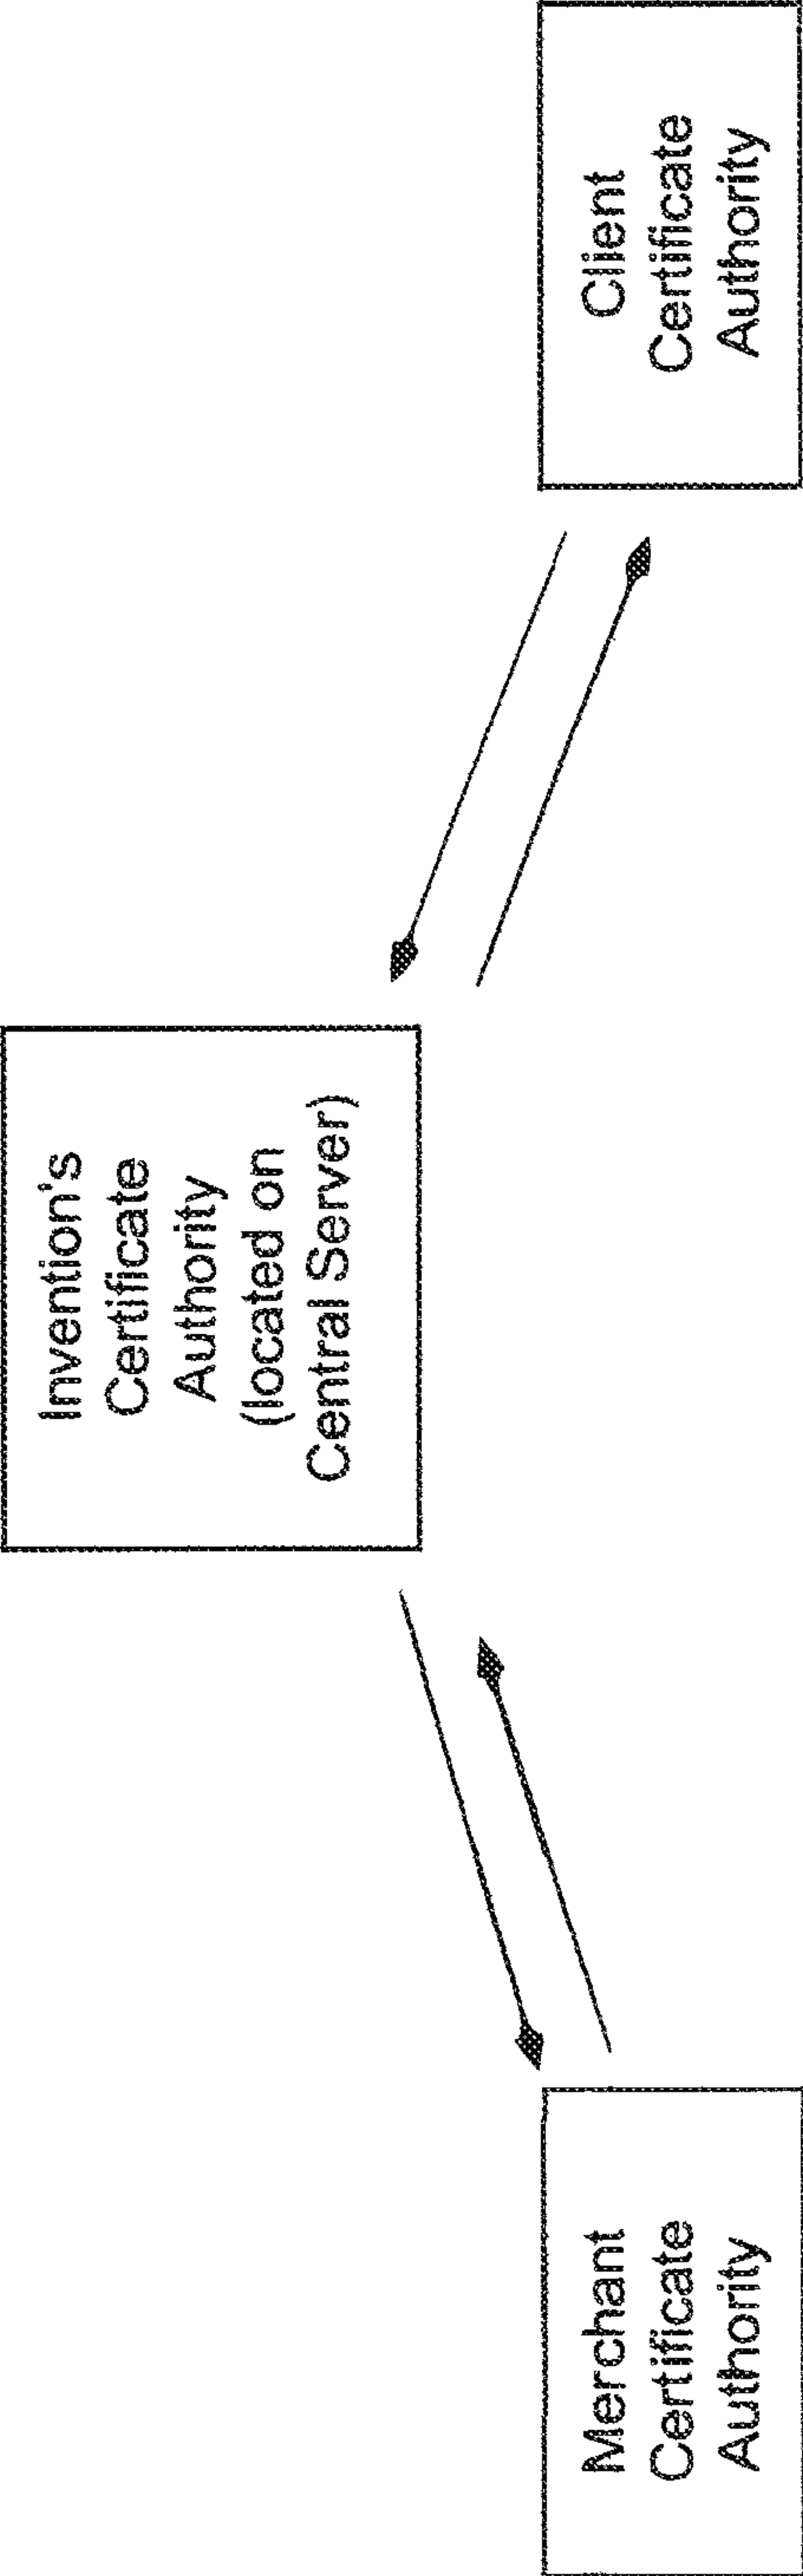 Invention's
Certificate
Authority
(located on
Central Server)
Merchant
Certificate
Authority
Client
Certificate
Authority